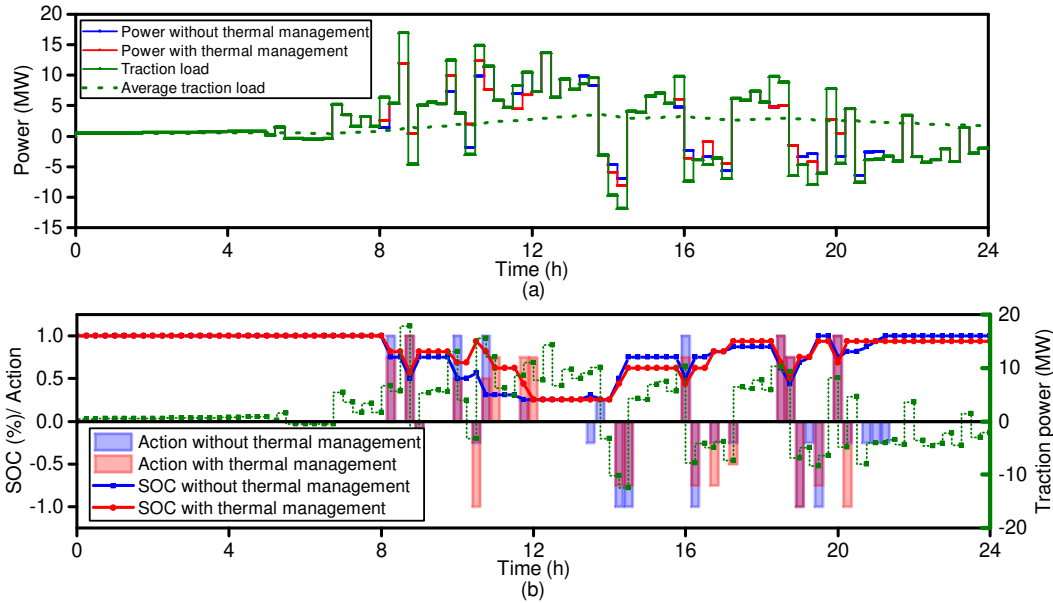 20
15
10
5
0
-5
-10
-15
Power (MW)
Power without thermal management
Power with thermal management
Traction load
Average traction load
0 4 8 12 16 20 24
Time (h)
(a)
1.0
0.5
0.0
-0.5
-1.0
SOC (%)/ Action
Action without thermal management
Action with thermal management
SOC without thermal management
SOC with thermal management
20
10
0
-10
-20
Traction power (MW)
0 4 8 12 16 20 24
Time (h)
(b)